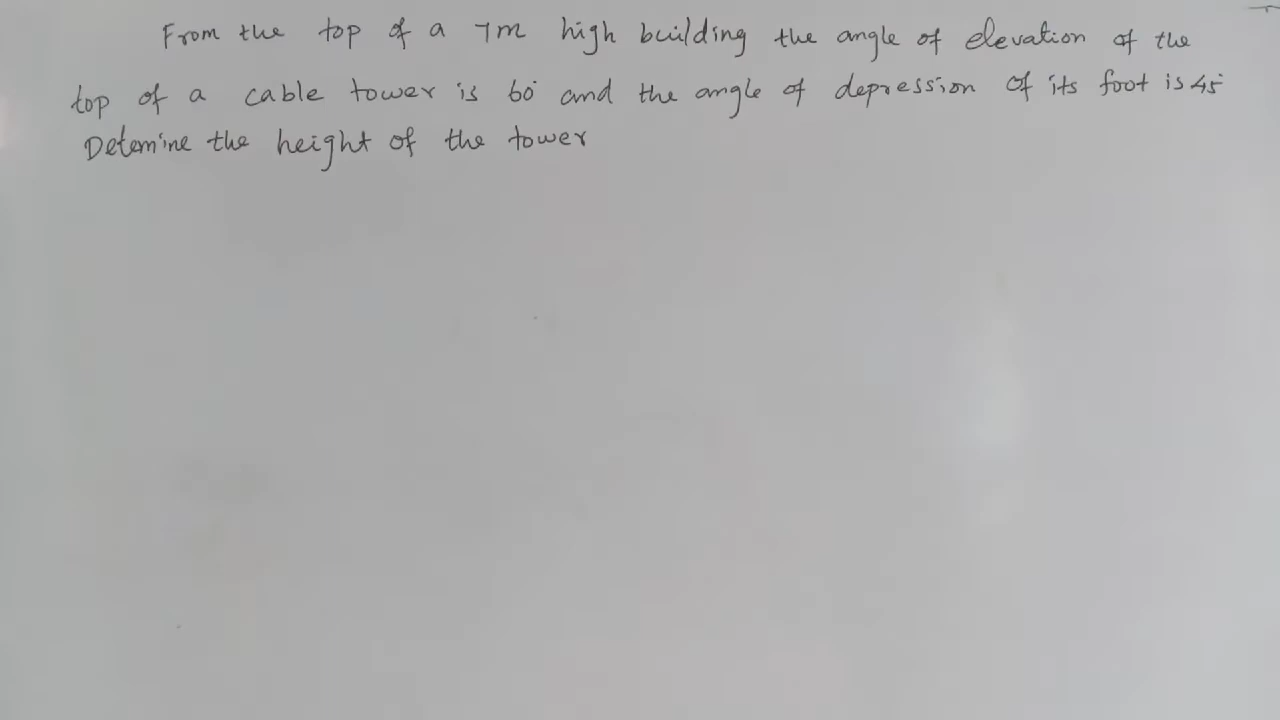 From the top of a 7m high building the angle of elevation of the
top of a cable tower is 60° and the angle of depression of its foot is 45°
Detemine the height of the tower